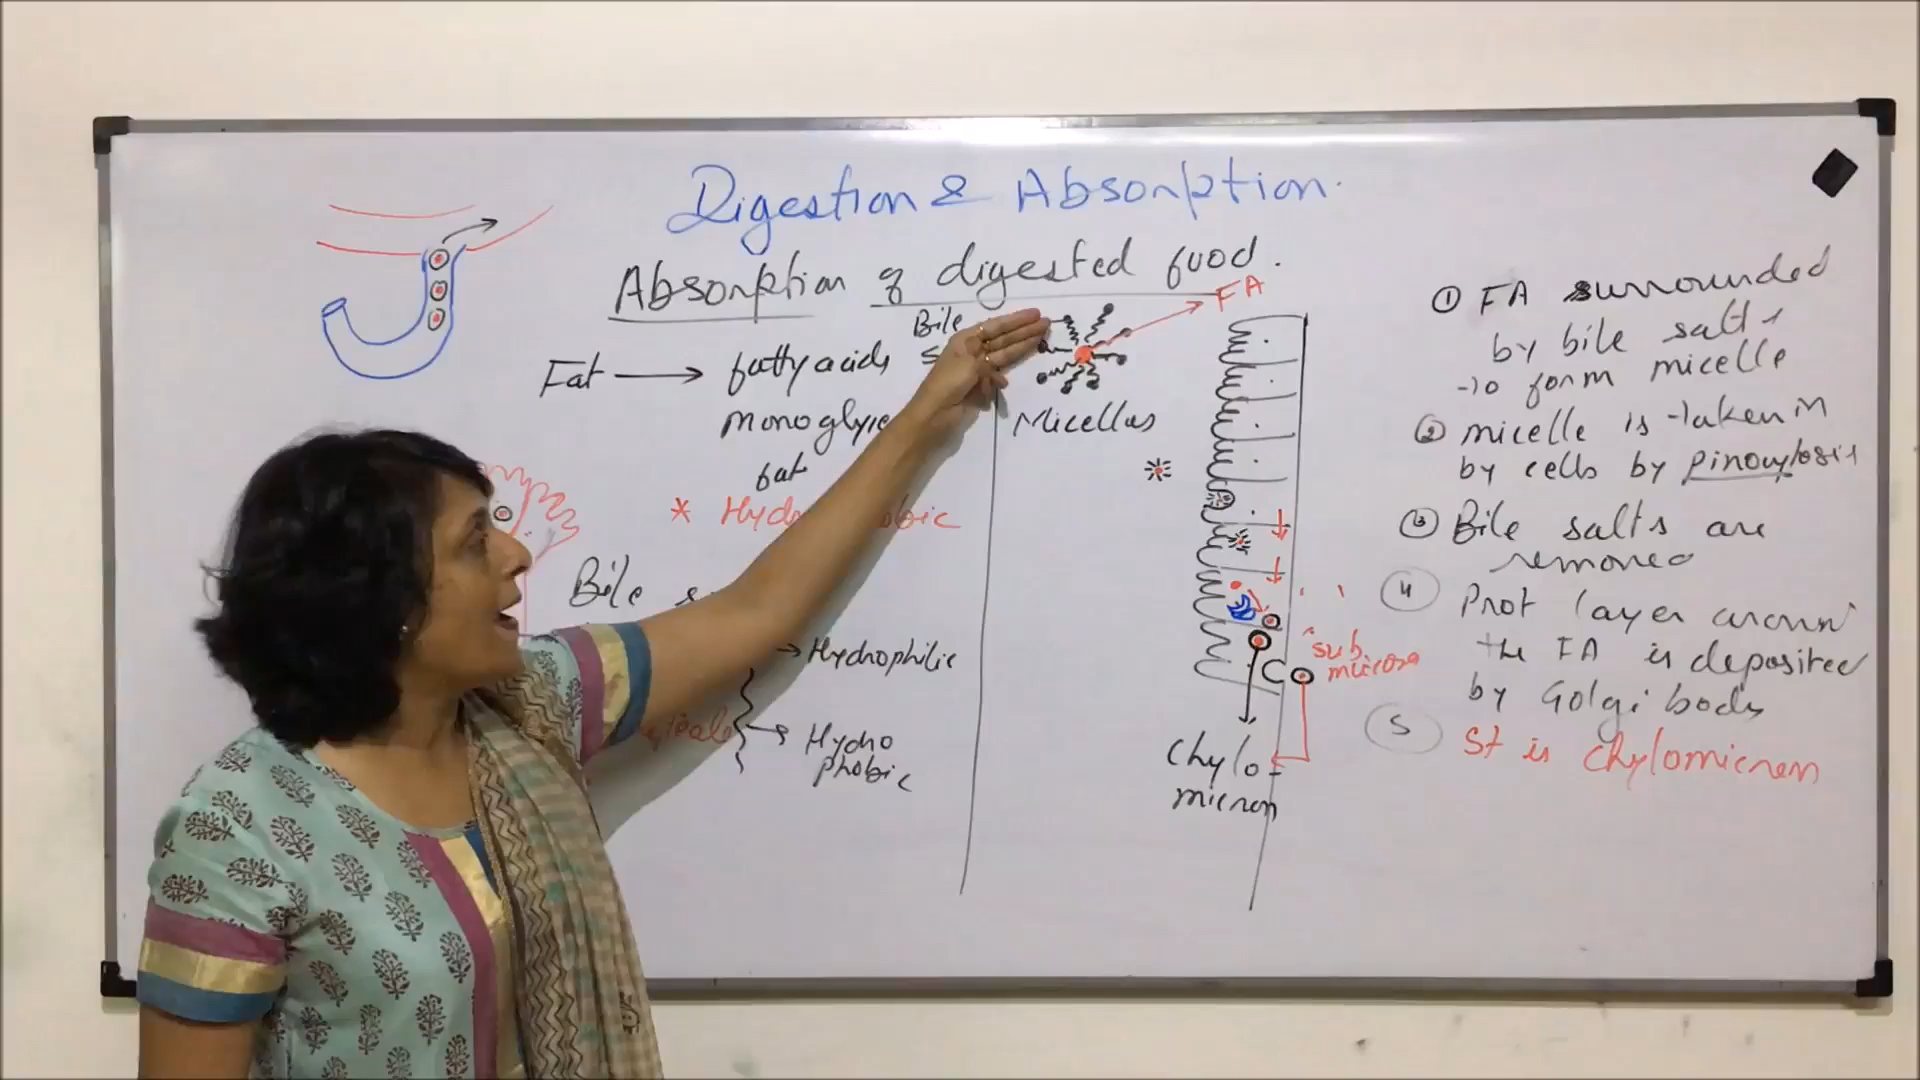 Digestion & Absorption.
Absorption of digested food.
Fat → fatty acids
Bile
monoglyc
fat
* Hyd bic
Bile s
→ Hydrophilic
→ Hydro
phobic
FA
Micellus
sub.
mucosa
Chylo-
micron
① FA surrounded
by bile salts
to form micelle
② micelle is taken in
by cells by pinocytosis
③ Bile salts are
removed
4 Prot layer around
the FA is deposited
by Golgi body
5 It is chylomicron